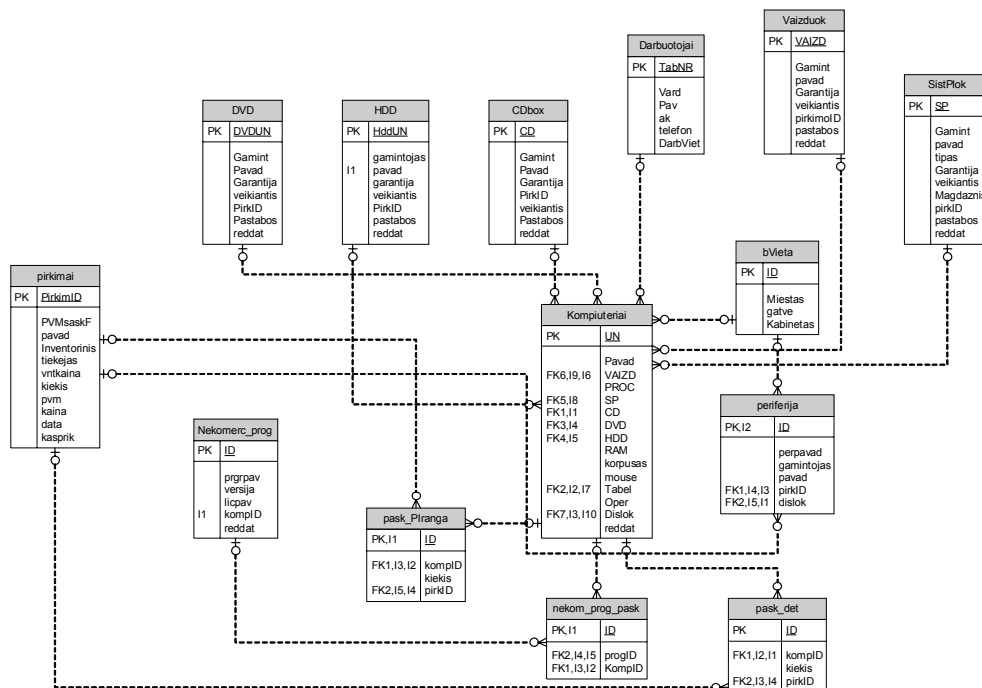 Vaizduok
PK VAIZD
Gamint
pavad
Garantija
veikiantis
pirkimoID
pastabos
reddat
Darbuotojai
PK TabNR
Vard
Pav
ak
telefon
DarbViet
SistPlok
PK SP
Gamint
pavad
tipas
Garantija
veikiantis
Magdaznis
pirkID
pastabos
reddat
DVD
PK DVDUN
Gamint
Pavad
Garantija
veikiantis
PirkID
Pastabos
reddat
HDD
PK HddUN
gamintojas
I1 pavad
garantija
veikiantis
PirkID
pastabos
reddat
CDbox
PK CD
Gamint
Pavad
Garantija
PirkID
veikiantis
Pastabos
reddat
bVieta
PK ID
Miestas
gatve
Kabinetas
pirkimai
PK PirkimID
PVMsaskF
pavad
Inventorinis
tiekejas
vntkaina
kiekis
pvm
kaina
data
kasprik
Kompiuteriai
PK UN
Pavad
FK6,I9,I6 VAIZD
PROC
FK5,I8 SP
FK1,I1 CD
FK3,I4 DVD
FK4,I5 HDD
RAM
korpusas
mouse
FK2,I2,I7 Tabel
Oper
FK7,I3,I10 Dislok
reddat
periferija
PK,I2 ID
perpavad
gamintojas
pavad
FK1,I4,I3 pirkID
FK2,I5,I1 dislok
Nekomerc_prog
PK ID
prgrpav
versija
licpav
I1 kompID
reddat
pask_PIranga
PK,I1 ID
FK1,I3,I2 kompID
kiekis
FK2,I5,I4 pirkID
nekom_prog_pask
PK,I1 ID
FK2,I4,I5 progID
FK1,I3,I2 KompID
pask_det
PK ID
FK1,I2,I1 kompID
kiekis
FK2,I3,I4 pirkID